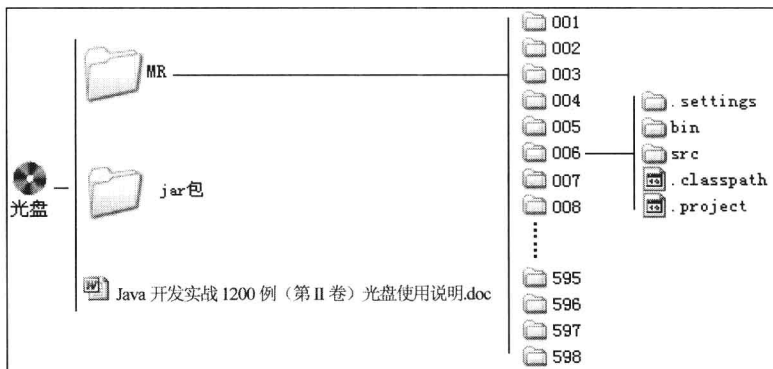 光盘
MR
jar包
Java 开发实战 1200 例（第 II 卷）光盘使用说明.doc
001
002
003
004
005
006
007
008
595
596
597
598
.settings
bin
src
.classpath
.project